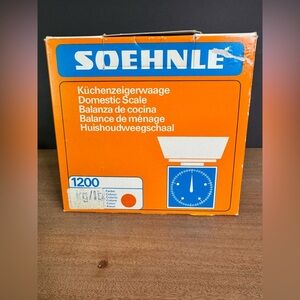 SOEHNLE
Küchenzeigerwaage
Domestic Scale
Balanza de cocina
Balance de ménage
Huishoudweegschaal
1200